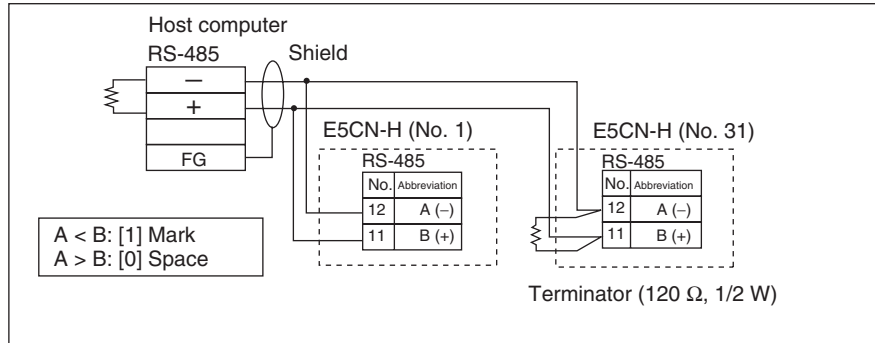 Host computer
RS-485
Shield
−
+
FG
E5CN-H (No. 1)
RS-485
No. Abbreviation
12 A (−)
11 B (+)
E5CN-H (No. 31)
RS-485
No. Abbreviation
12 A (−)
11 B (+)
A < B: [1] Mark
A > B: [0] Space
Terminator (120 Ω, 1/2 W)